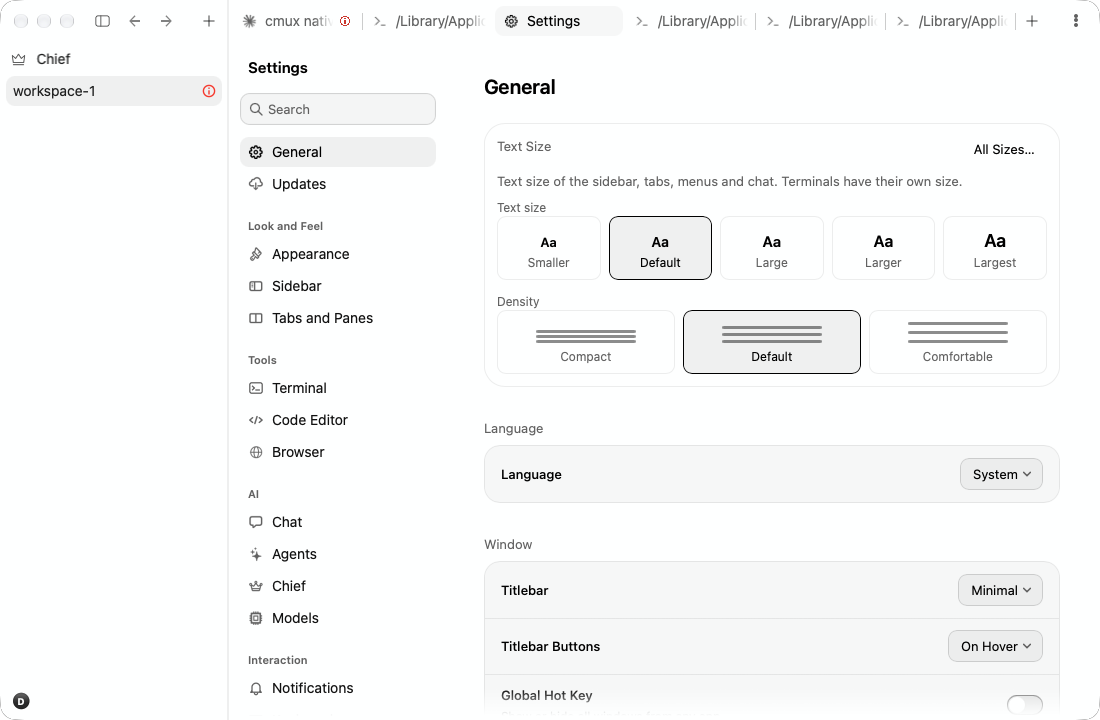 cmux nati
/Library/Applic
Settings
/Library/Applic
/Library/Applic
/Library/Applic
Chief
workspace-1
Settings
Search
General
Updates
Look and Feel
Appearance
Sidebar
Tabs and Panes
Tools
Terminal
Code Editor
Browser
AI
Chat
Agents
Chief
Models
Interaction
Notifications
D
General
Text Size
All Sizes...
Text size of the sidebar, tabs, menus and chat. Terminals have their own size.
Text size
Aa Aa Aa Aa Aa
Smaller Default Large Larger Largest
Density
Compact Default Comfortable
Language
Language System
Window
Titlebar Minimal
Titlebar Buttons On Hover
Global Hot Key